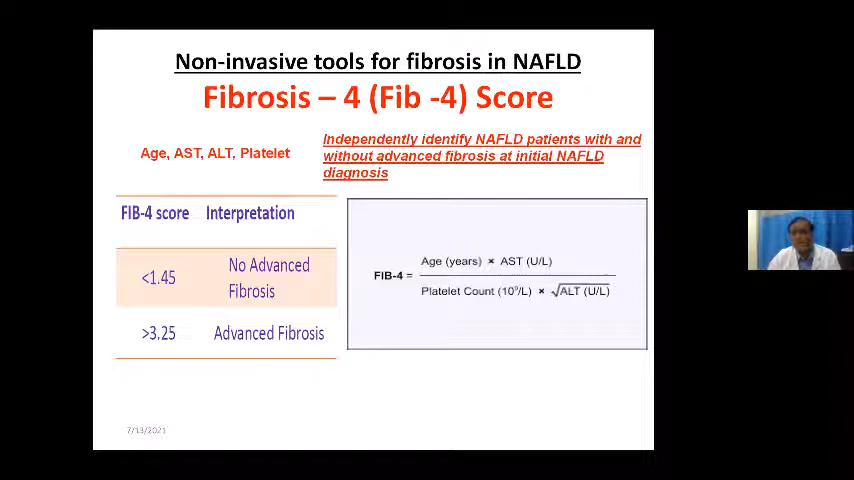 Non-invasive tools for fibrosis in NAFLD
Fibrosis – 4 (Fib -4) Score
Age, AST, ALT, Platelet
Independently identify NAFLD patients with and
without advanced fibrosis at initial NAFLD
diagnosis
FIB-4 score Interpretation
<1.45 No Advanced
Fibrosis
>3.25 Advanced Fibrosis
FIB-4 =
Age (years) × AST (U/L)
Platelet Count (10⁹/L) × √ALT (U/L)
7/13/2021